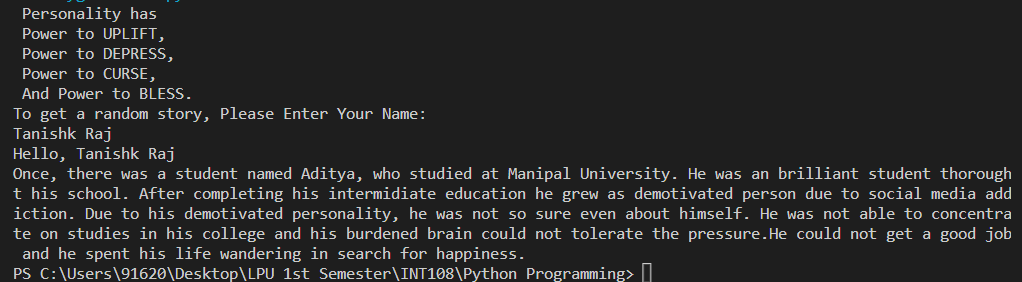 Personality has
Power to UPLIFT,
Power to DEPRESS,
Power to CURSE,
And Power to BLESS.
To get a random story, Please Enter Your Name:
Tanishk Raj
Hello, Tanishk Raj
Once, there was a student named Aditya, who studied at Manipal University. He was an brilliant student thorough
t his school. After completing his intermidiate education he grew as demotivated person due to social media add
iction. Due to his demotivated personality, he was not so sure even about himself. He was not able to concentra
te on studies in his college and his burdened brain could not tolerate the pressure.He could not get a good job
and he spent his life wandering in search for happiness.
PS C:\Users\91620\Desktop\LPU 1st Semester\INT108\Python Programming>